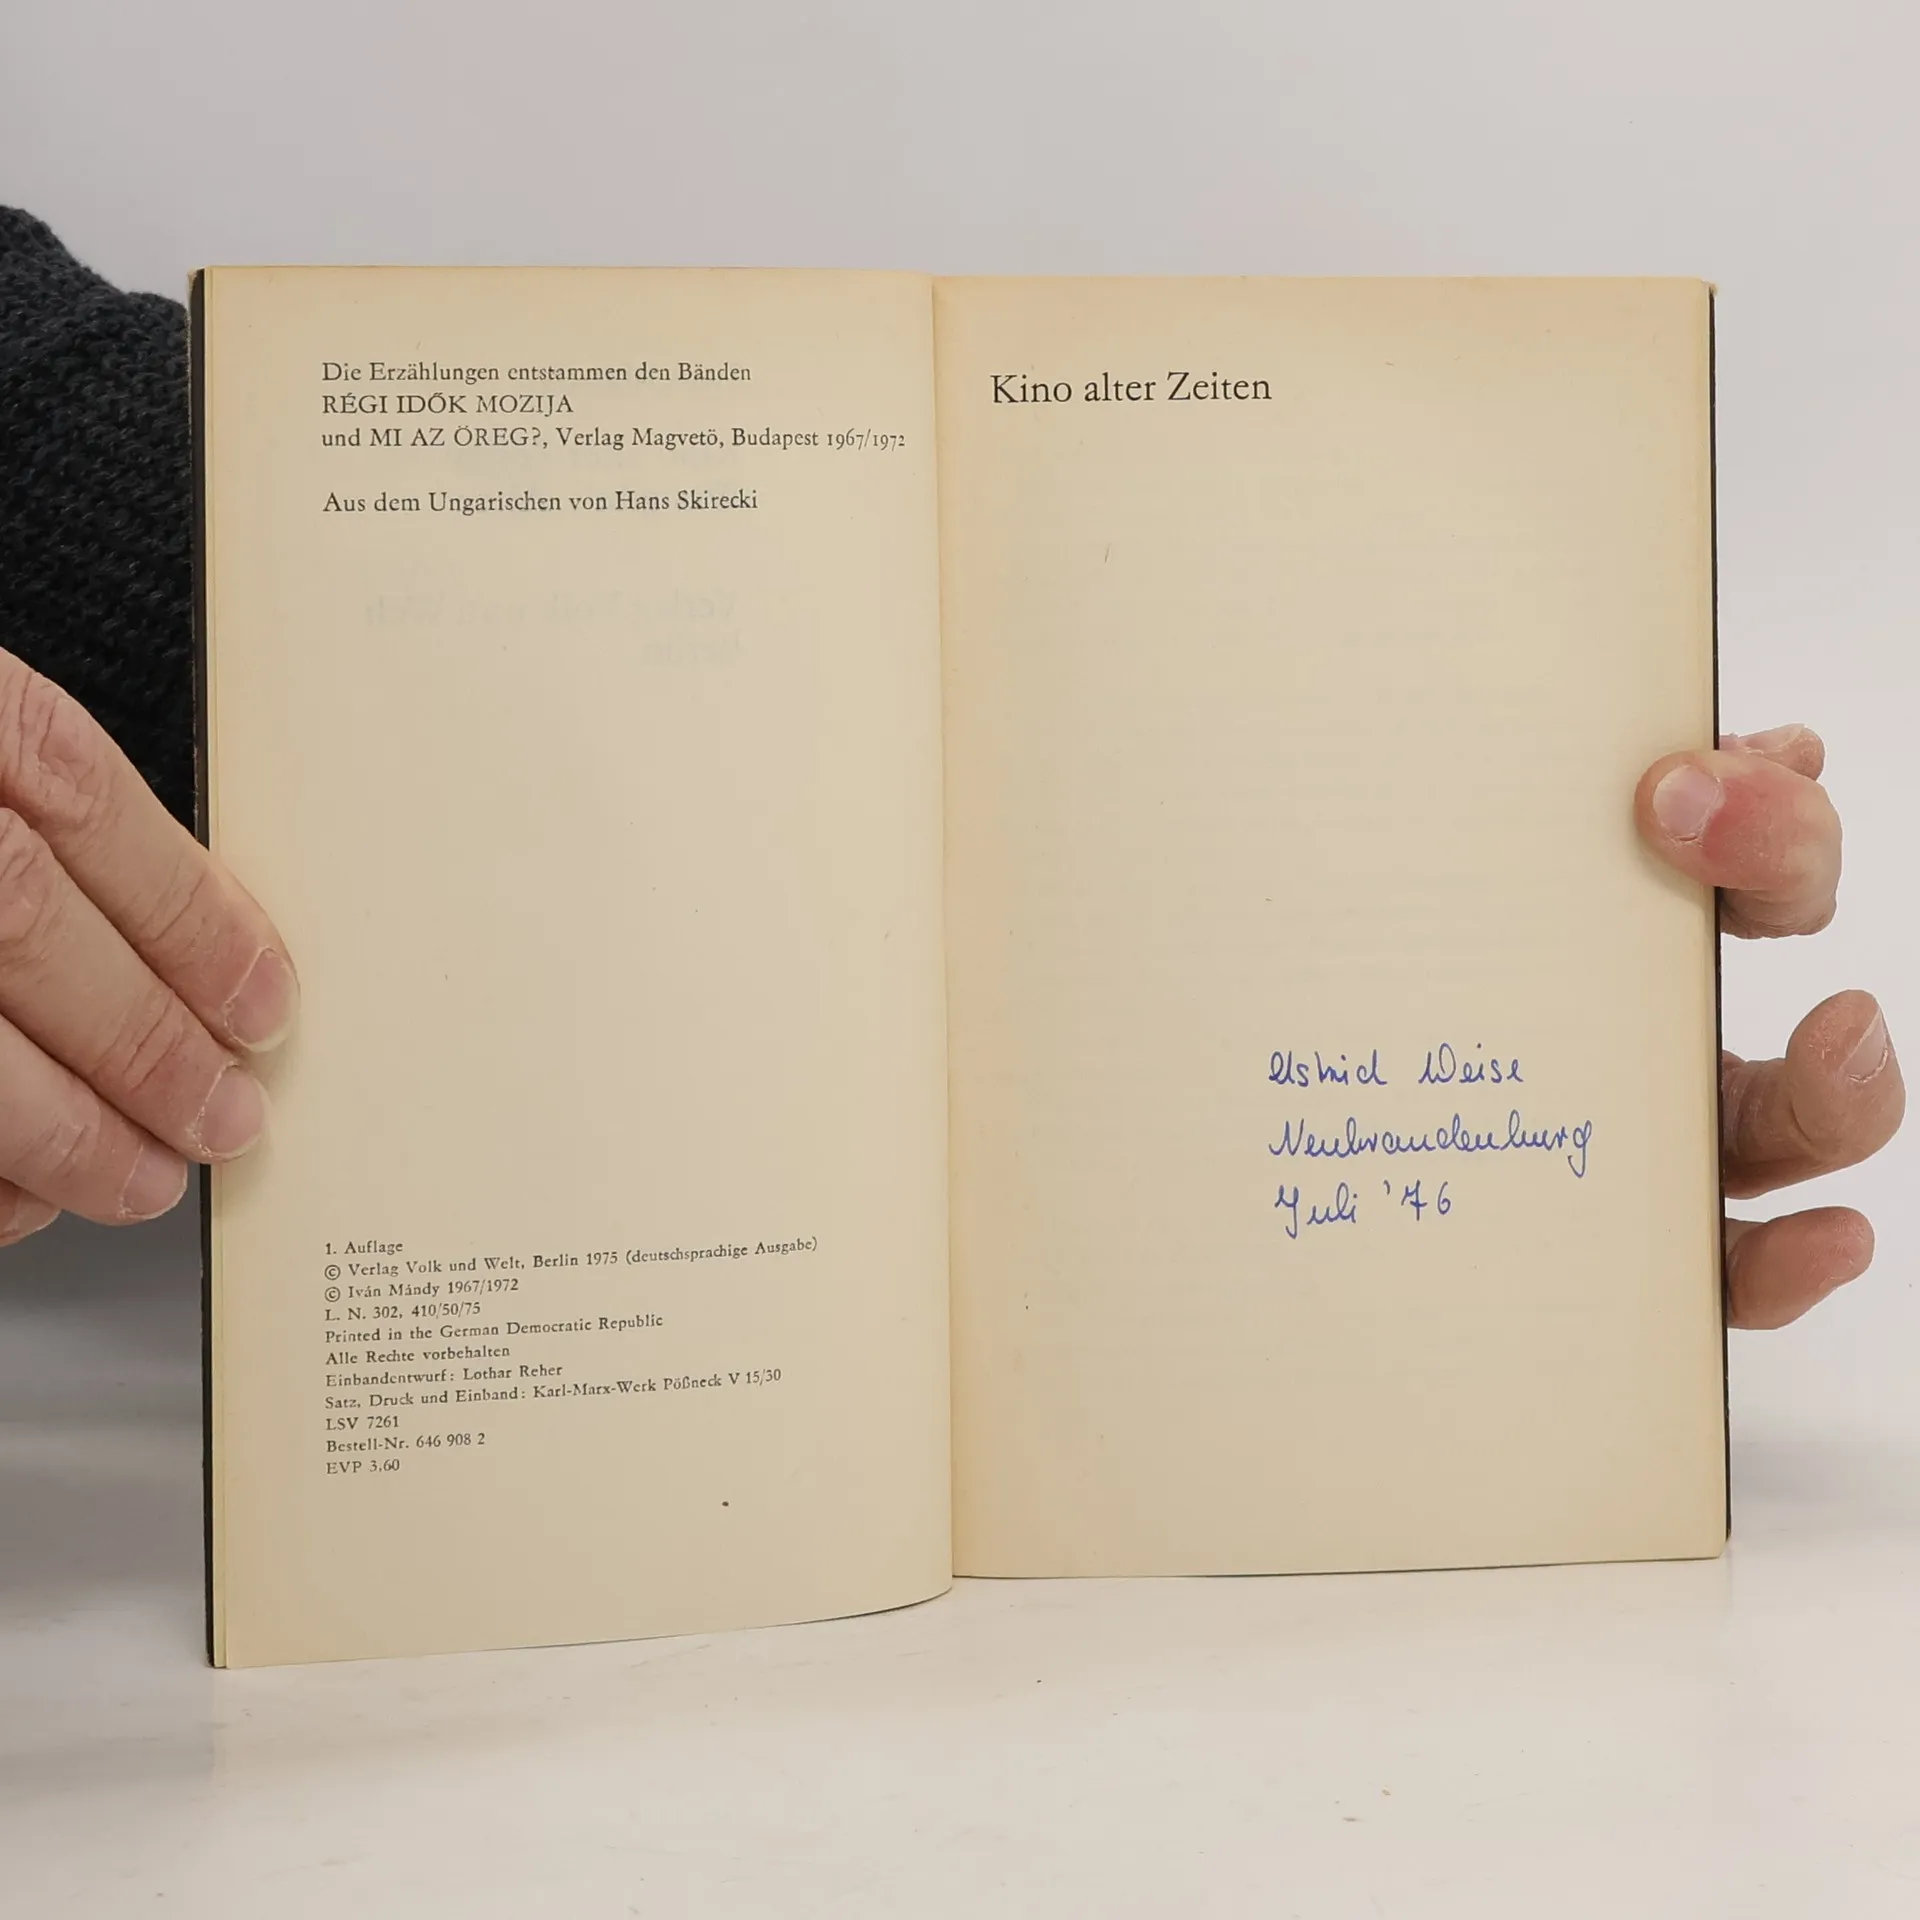 Die Erzählungen entstammen den Bänden
RÉGI IDŐK MOZIJA
und MI AZ ÖREG?, Verlag Magvetö, Budapest 1967/1972
Aus dem Ungarischen von Hans Skirecki
1. Auflage
© Verlag Volk und Welt, Berlin 1975 (deutschsprachige Ausgabe)
© Iván Mándy 1967/1972
L. N. 302, 410/50/75
Printed in the German Democratic Republic
Alle Rechte vorbehalten
Einbandentwurf: Lothar Reher
Satz, Druck und Einband: Karl-Marx-Werk Pößneck V 15/30
LSV 7261
Bestell-Nr. 646 908 2
EVP 3,60
Kino alter Zeiten
Astrid Weise
Neubrandenburg
Juli '76